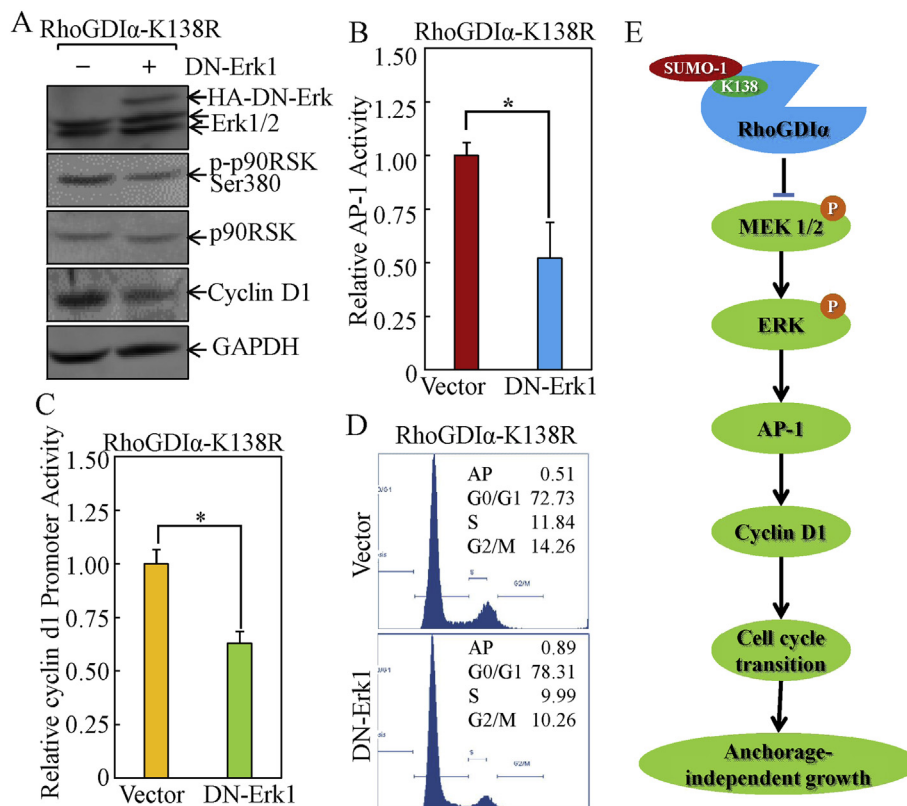 A
RhoGDIα-K138R
− + DN-Erk1
HA-DN-Erk
Erk1/2
p-p90RSK
Ser380
p90RSK
Cyclin D1
GAPDH
B
RhoGDIα-K138R
Relative AP-1 Activity
1.50
1.25
1.00
0.75
0.50
0.25
0
*
Vector DN-Erk1
C
RhoGDIα-K138R
Relative cyclin d1 Promoter Activity
1.50
1.25
1.00
0.75
0.50
0.25
0
*
Vector DN-Erk1
D
RhoGDIα-K138R
Vector
AP 0.51
G0/G1 72.73
S 11.84
G2/M 14.26
S
G2/M
DN-Erk1
AP 0.89
G0/G1 78.31
S 9.99
G2/M 10.26
S
G2/M
E
SUMO-1
K138
RhoGDIα
P
MEK 1/2
P
ERK
AP-1
Cyclin D1
Cell cycle
transition
Anchorage-
independent growth